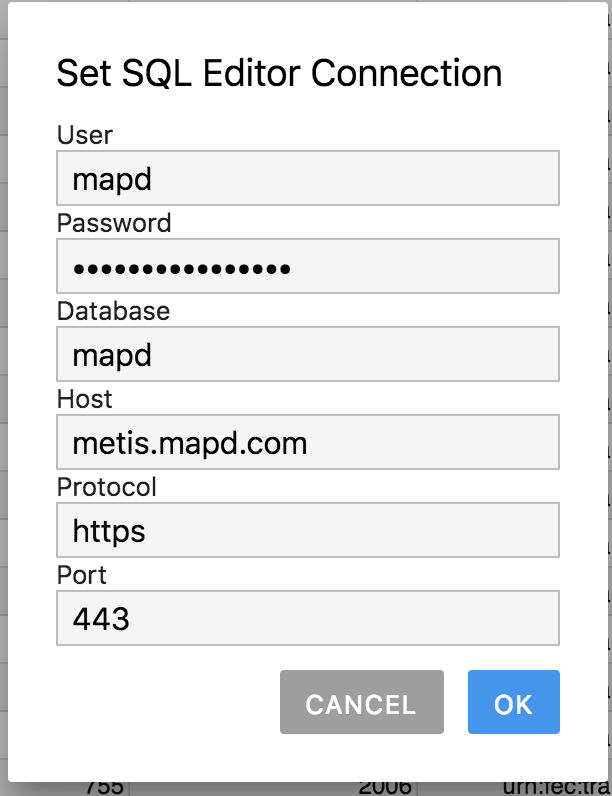 Set SQL Editor Connection
User
mapd
Password
••••••••••••••••
Database
mapd
Host
metis.mapd.com
Protocol
https
Port
443
CANCEL OK
755 2006 urn:fec:tra